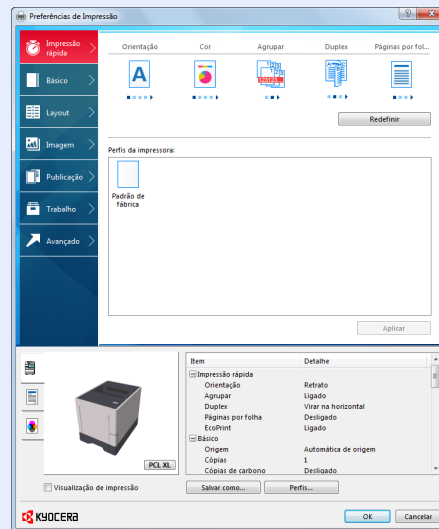 Preferências de Impressão
Impressão rápida
Básico
Layout
Imagem
Publicação
Trabalho
Avançado
Orientação Cor Agrupar Duplex Páginas por fol...
A
123123...
Redefinir
Perfis da impressora:
Padrão de fábrica
Aplicar
PCL XL
Visualização de impressão
Item Detalhe
Impressão rápida
Orientação Retrato
Agrupar Ligado
Duplex Virar na horizontal
Páginas por folha Desligado
EcoPrint Ligado
Básico
Origem Automática de origem
Cópias 1
Cópias de carbono Desligado
Salvar como... Perfis...
KYOCERA
OK Cancelar